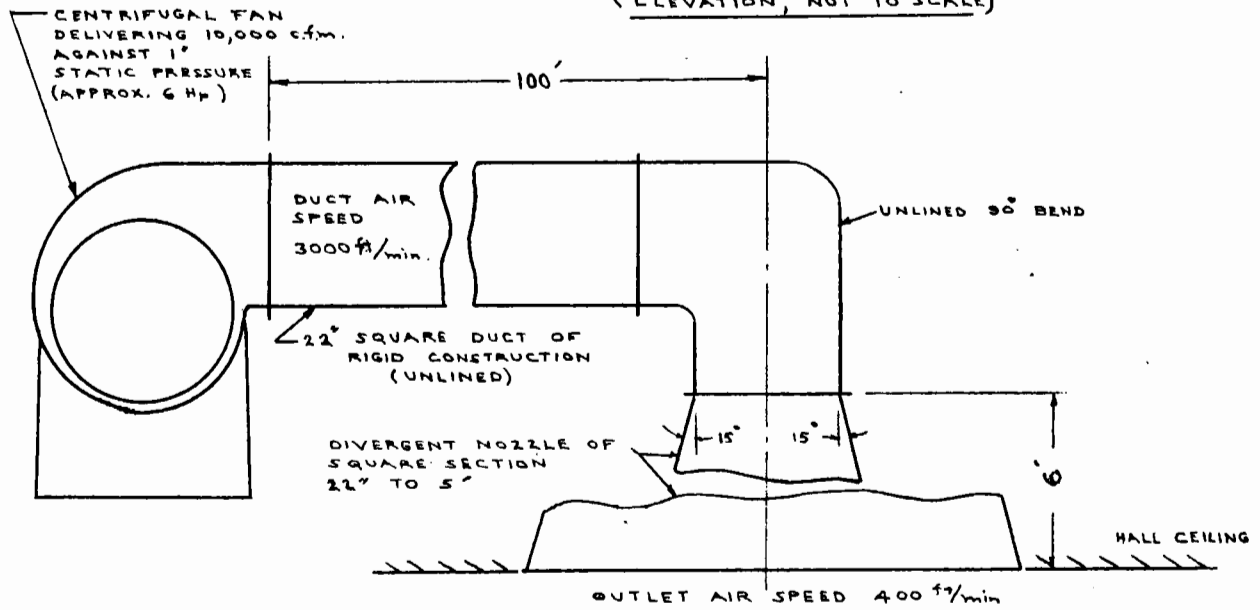 (ELEVATION, NOT TO SCALE)
CENTRIFUGAL FAN
DELIVERING 10,000 c.f.m.
AGAINST 1"
STATIC PRESSURE
(APPROX. 6 Hp)
100'
DUCT AIR
SPEED
3000 ft/min.
UNLINED 90° BEND
22" SQUARE DUCT OF
RIGID CONSTRUCTION
(UNLINED)
15° 15°
DIVERGENT NOZZLE OF
SQUARE SECTION
22" TO 5'
6'
HALL CEILING
OUTLET AIR SPEED 400 ft/min